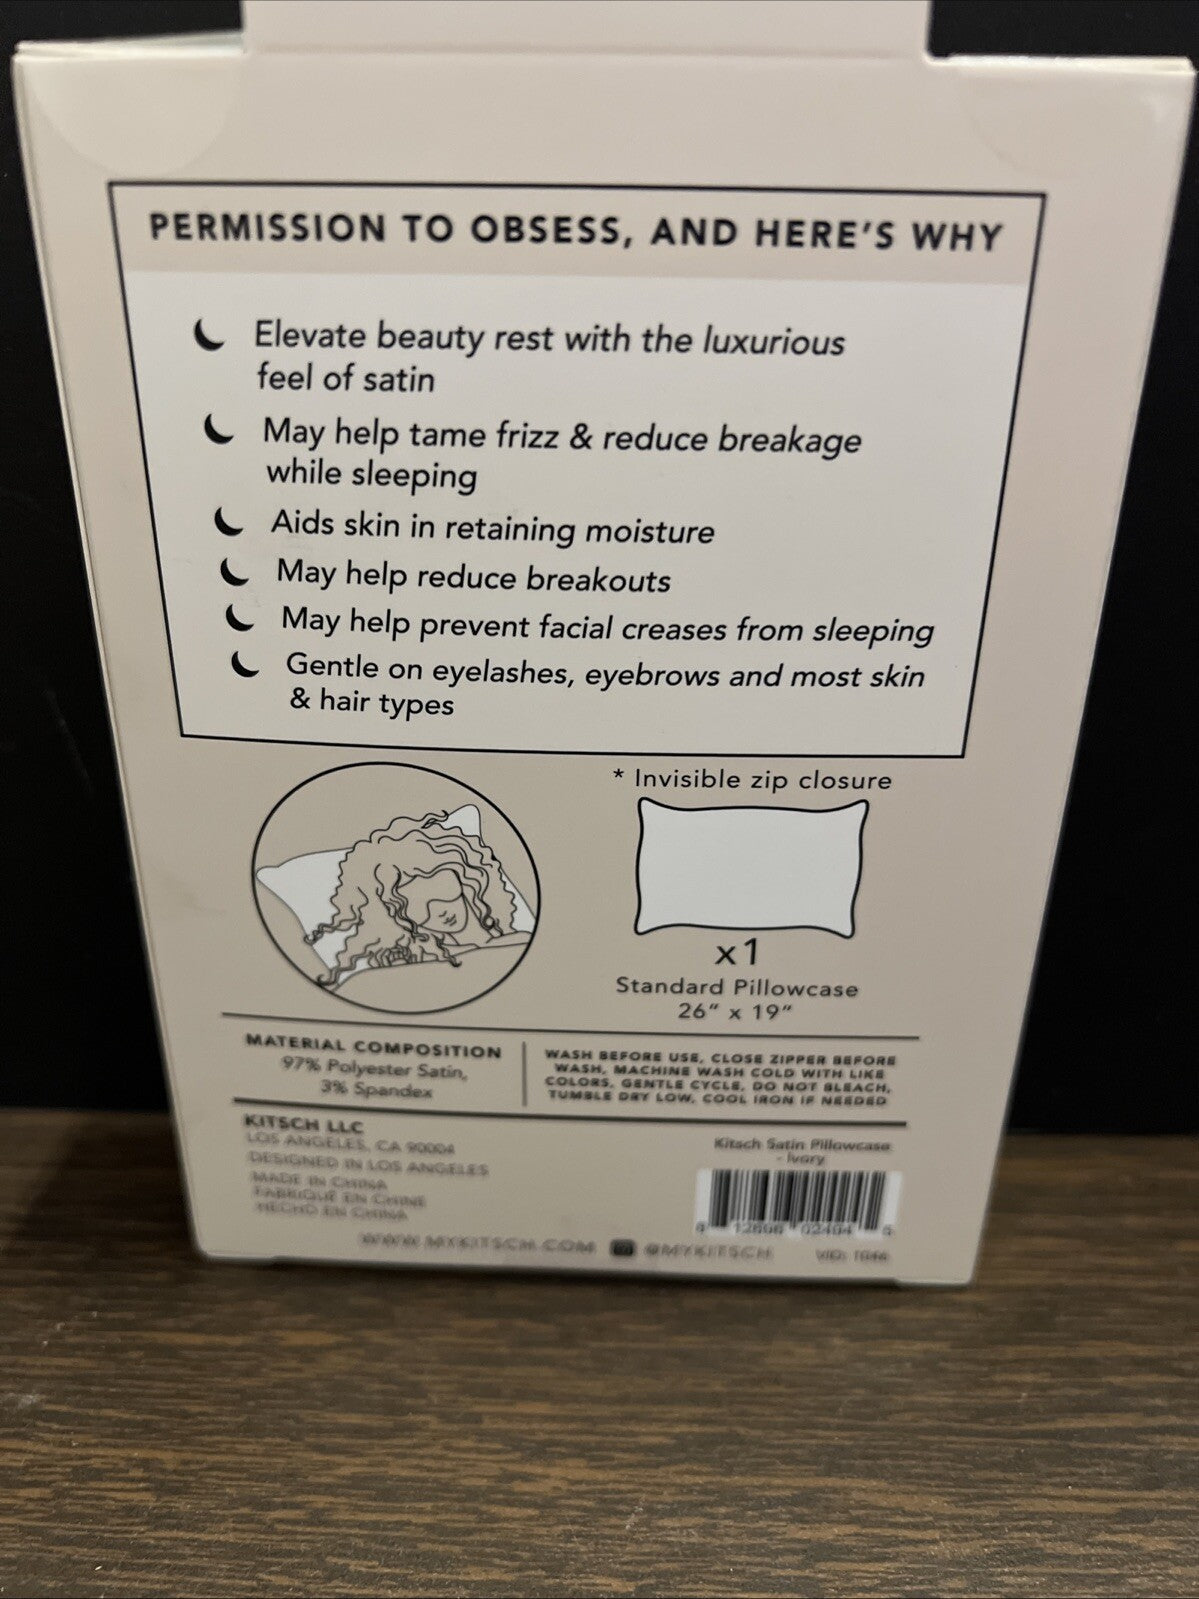 PERMISSION TO OBSESS, AND HERE'S WHY
Elevate beauty rest with the luxurious
feel of satin
May help tame frizz & reduce breakage
while sleeping
Aids skin in retaining moisture
May help reduce breakouts
May help prevent facial creases from sleeping
Gentle on eyelashes, eyebrows and most skin
& hair types
* Invisible zip closure
x1
Standard Pillowcase
26" x 19"
MATERIAL COMPOSITION
97% Polyester Satin,
3% Spandex
WASH BEFORE USE, CLOSE ZIPPER BEFORE
WASH, MACHINE WASH COLD WITH LIKE
COLORS, GENTLE CYCLE, DO NOT BLEACH,
TUMBLE DRY LOW, COOL IRON IF NEEDED
KITSCH LLC
LOS ANGELES, CA 90004
DESIGNED IN LOS ANGELES
MADE IN CHINA
FABRIQUÉ EN CHINE
HECHO EN CHINA
Kitsch Satin Pillowcase
- Ivory
WWW.MYKITSCH.COM @MYKITSCH